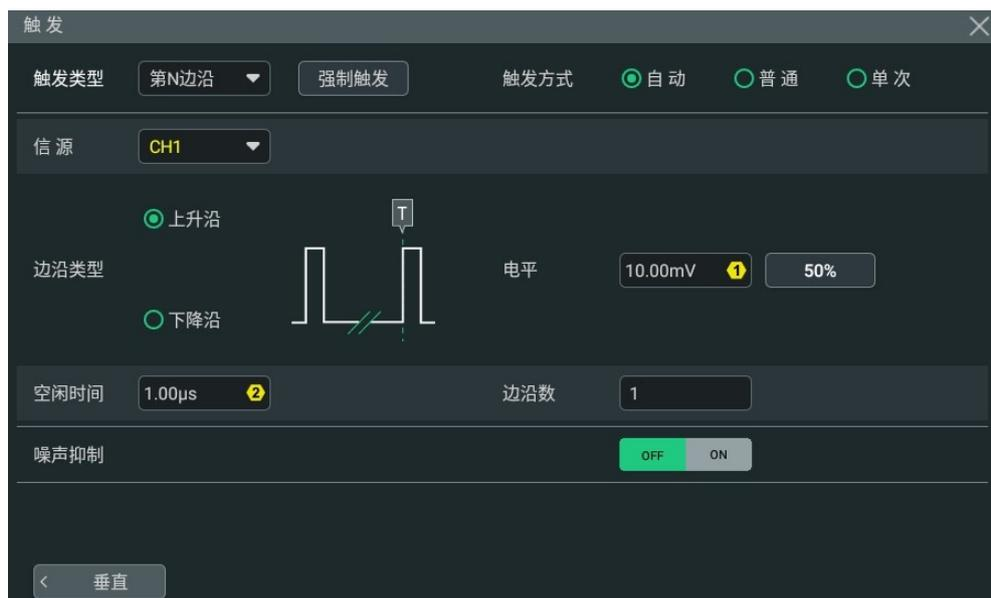 触发
触发类型 第N边沿 强制触发 触发方式 自动 普通 单次
信源 CH1
上升沿
T
边沿类型 电平 10.00mV 1 50%
下降沿
空闲时间 1.00μs 2 边沿数 1
噪声抑制 OFF ON
< 垂直